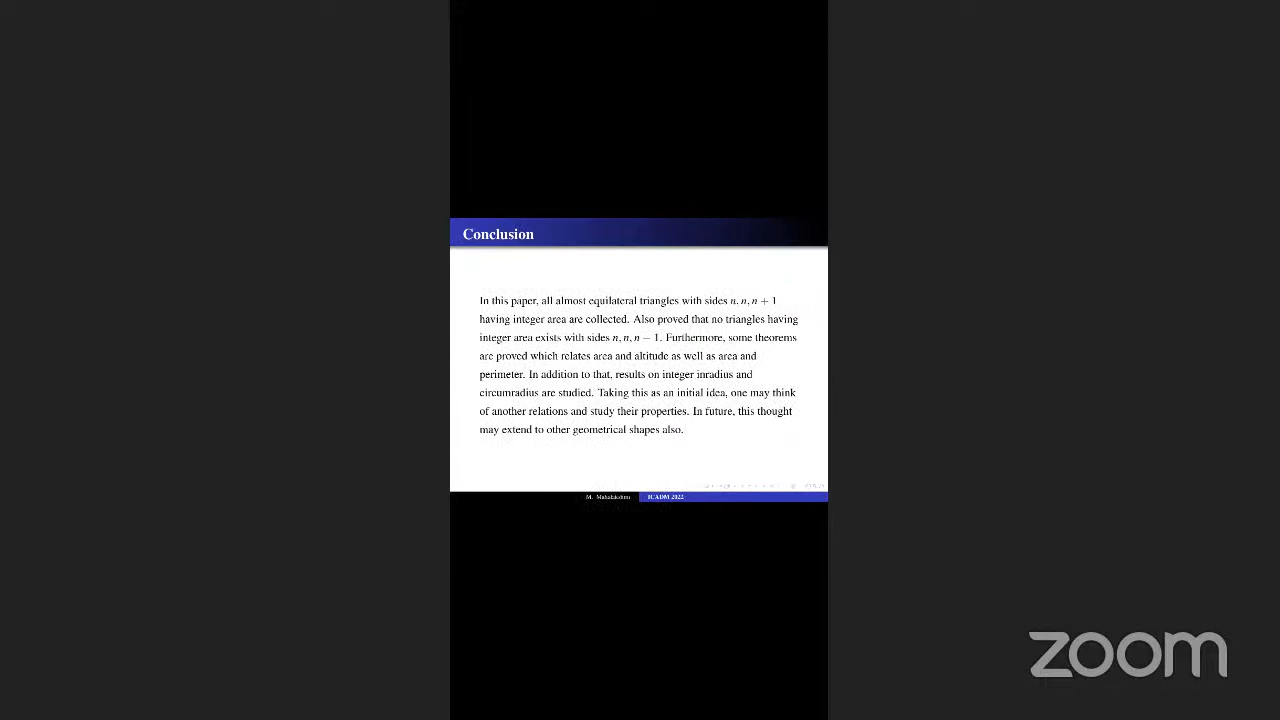 Conclusion
In this paper, all almost equilateral triangles with sides n, n, n + 1
having integer area are collected. Also proved that no triangles having
integer area exists with sides n, n, n − 1. Furthermore, some theorems
are proved which relates area and altitude as well as area and
perimeter. In addition to that, results on integer inradius and
circumradius are studied. Taking this as an initial idea, one may think
of another relations and study their properties. In future, this thought
may extend to other geometrical shapes also.
M. Mahalakshmi ICADM 2022
zoom